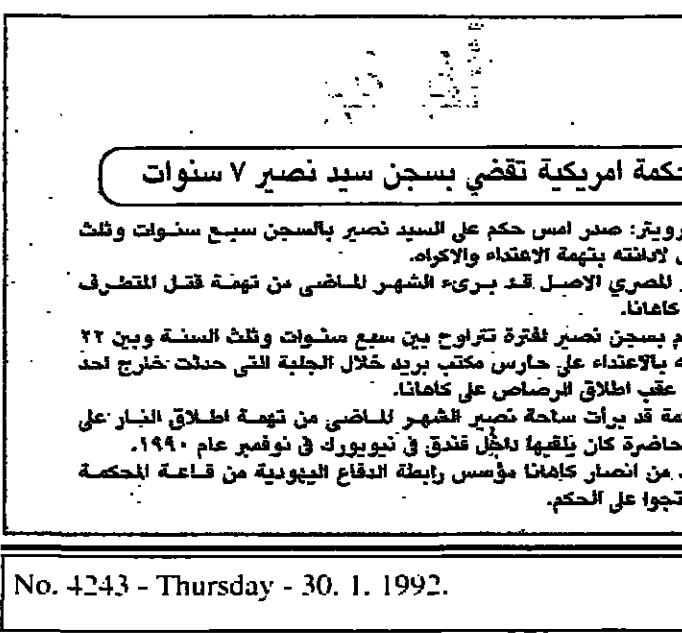 حكمة امريكية تقضي بسجن سيد نصير ٧ سنوات
رويتر: صدر امس حكم على السيد نصير بالسجن سبع سنوات وثلث
لادانته بتهمة الاعتداء والاكراه.
المصري الاصل قد برىء الشهر الماضى من تهمة قتل المتطرف
كاهانا.
م بسجن نصير لفترة تتراوح بين سبع سنوات وثلث السنة وبين ٢٢
ه بالاعتداء على حارس مكتب بريد خلال الجلبة التى حدثت خارج احد
عقب اطلاق الرصاص على كاهانا.
مة قد برأت ساحة نصير الشهر الماضى من تهمة اطلاق النار على
حاضرة كان يلقيها داخل فندق في نيويورك في نوفمبر عام ١٩٩٠.
من انصار كاهانا مؤسس رابطة الدفاع اليهودية من قاعة المحكمة
تجوا على الحكم.
No. 4243 - Thursday - 30. 1. 1992.